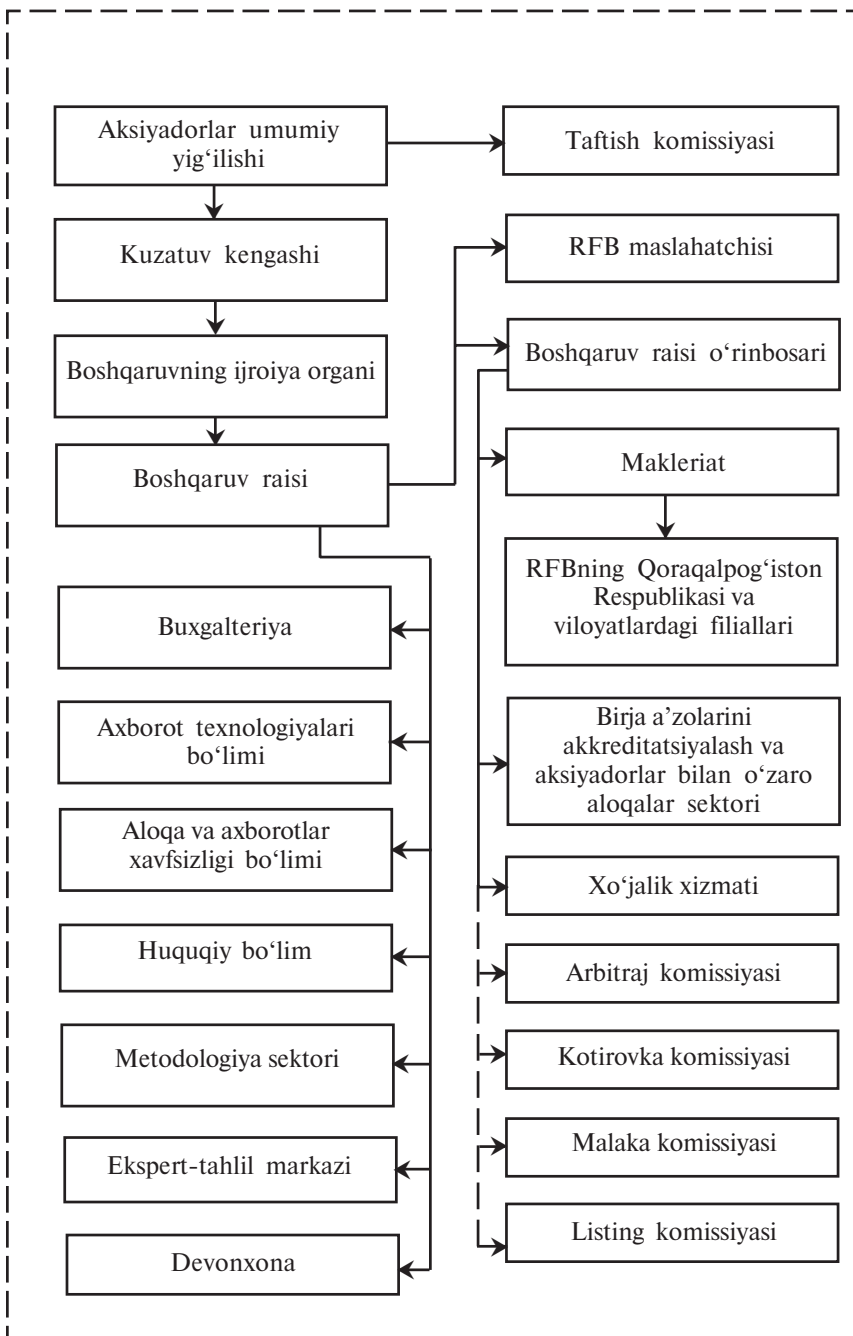 Aksiyadorlar umumiy
yig‘ilishi
Taftish komissiyasi
Kuzatuv kengashi
RFB maslahatchisi
Boshqaruvning ijroiya organi
Boshqaruv raisi o‘rinbosari
Boshqaruv raisi
Makleriat
RFBning Qoraqalpog‘iston
Respublikasi va
viloyatlardagi filiallari
Buxgalteriya
Axborot texnologiyalari
bo‘limi
Birja a’zolarini
akkreditatsiyalash va
aksiyadorlar bilan o‘zaro
aloqalar sektori
Aloqa va axborotlar
xavfsizligi bo‘limi
Xo‘jalik xizmati
Huquqiy bo‘lim
Arbitraj komissiyasi
Metodologiya sektori
Kotirovka komissiyasi
Ekspert-tahlil markazi
Malaka komissiyasi
Devonxona
Listing komissiyasi